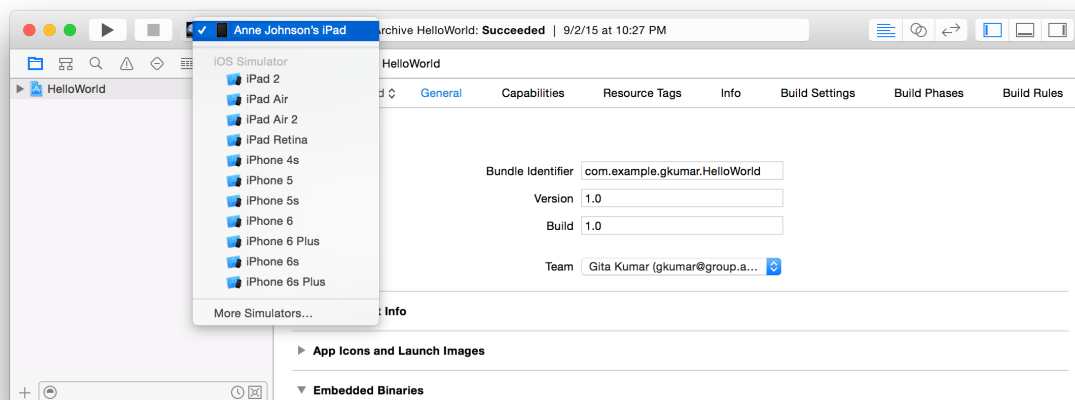 Anne Johnson's iPad
Archive HelloWorld: Succeeded | 9/2/15 at 10:27 PM
iOS Simulator
iPad 2
iPad Air
iPad Air 2
iPad Retina
iPhone 4s
iPhone 5
iPhone 5s
iPhone 6
iPhone 6 Plus
iPhone 6s
iPhone 6s Plus
More Simulators...
HelloWorld
HelloWorld
General Capabilities Resource Tags Info Build Settings Build Phases Build Rules
Bundle Identifier com.example.gkumar.HelloWorld
Version 1.0
Build 1.0
Team Gita Kumar (gkumar@group.a...
Info
App Icons and Launch Images
Embedded Binaries